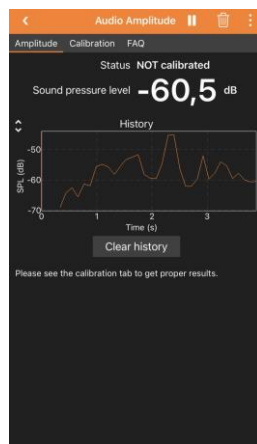 Audio Amplitude
Amplitude Calibration FAQ
Status NOT calibrated
Sound pressure level -60,5 dB
History
-50
-60
-70
SPL (dB)
0 1 2 3
Time (s)
Clear history
Please see the calibration tab to get proper results.